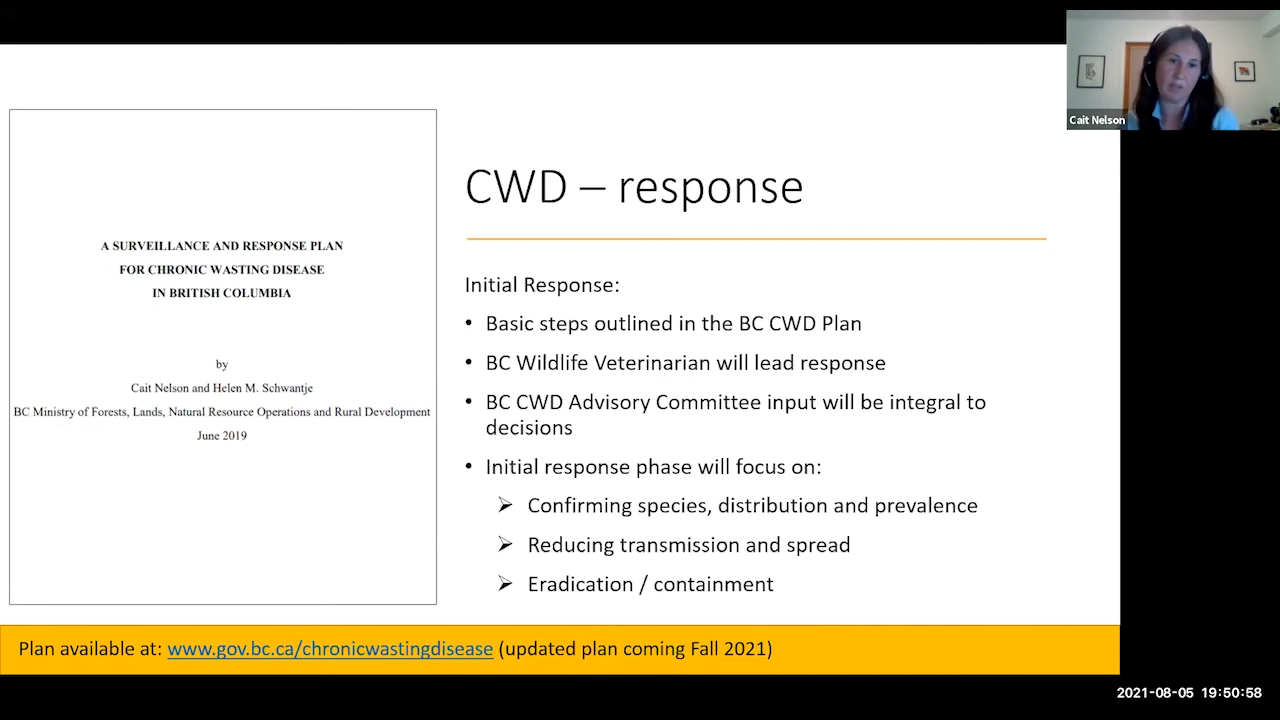 Cait Nelson
A SURVEILLANCE AND RESPONSE PLAN
FOR CHRONIC WASTING DISEASE
IN BRITISH COLUMBIA
by
Cait Nelson and Helen M. Schwantje
BC Ministry of Forests, Lands, Natural Resource Operations and Rural Development
June 2019
CWD – response
Initial Response:
• Basic steps outlined in the BC CWD Plan
• BC Wildlife Veterinarian will lead response
• BC CWD Advisory Committee input will be integral to
decisions
• Initial response phase will focus on:
➢ Confirming species, distribution and prevalence
➢ Reducing transmission and spread
➢ Eradication / containment
Plan available at: www.gov.bc.ca/chronicwastingdisease (updated plan coming Fall 2021)
2021-08-05 19:50:58